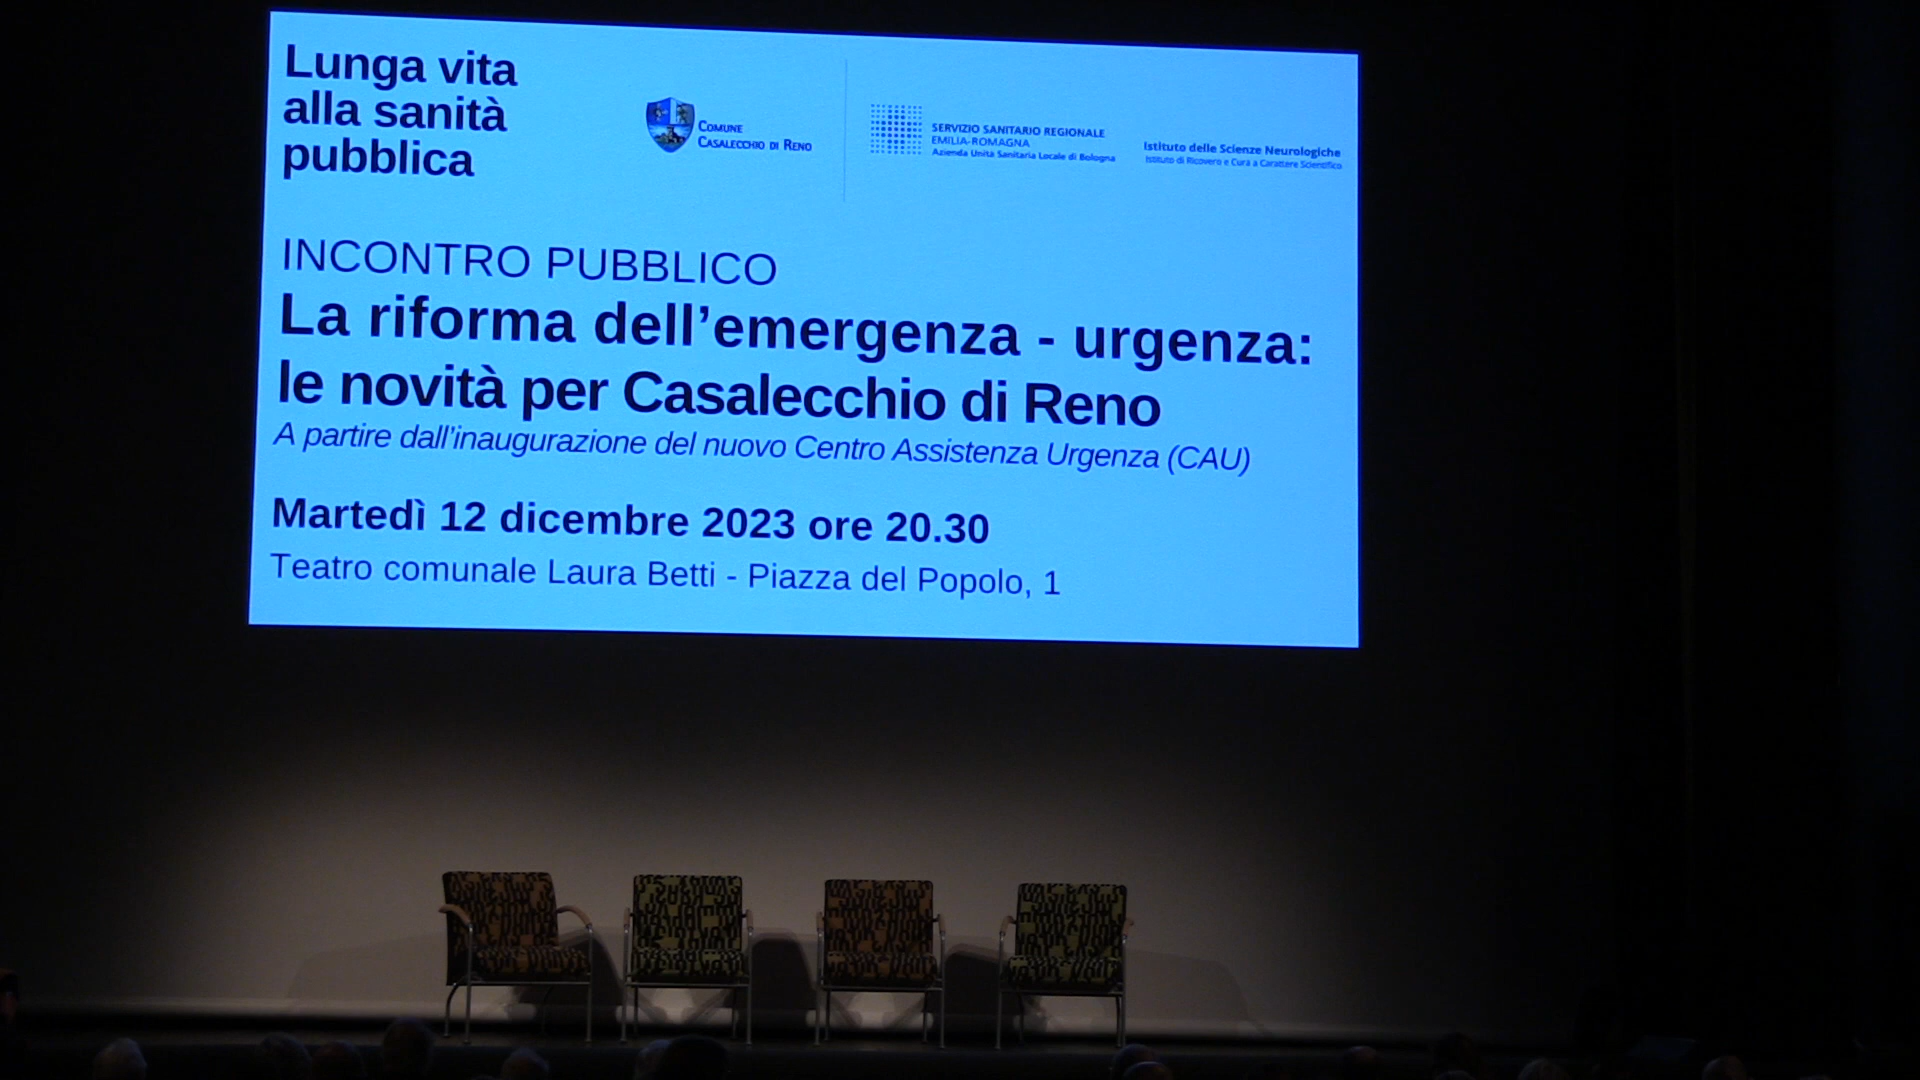 Lunga vita
alla sanità
pubblica
COMUNE
CASALECCHIO DI RENO
SERVIZIO SANITARIO REGIONALE
EMILIA-ROMAGNA
Azienda Unità Sanitaria Locale di Bologna
Istituto delle Scienze Neurologiche
Istituto di Ricovero e Cura a Carattere Scientifico
INCONTRO PUBBLICO
La riforma dell’emergenza - urgenza:
le novità per Casalecchio di Reno
A partire dall’inaugurazione del nuovo Centro Assistenza Urgenza (CAU)
Martedì 12 dicembre 2023 ore 20.30
Teatro comunale Laura Betti - Piazza del Popolo, 1